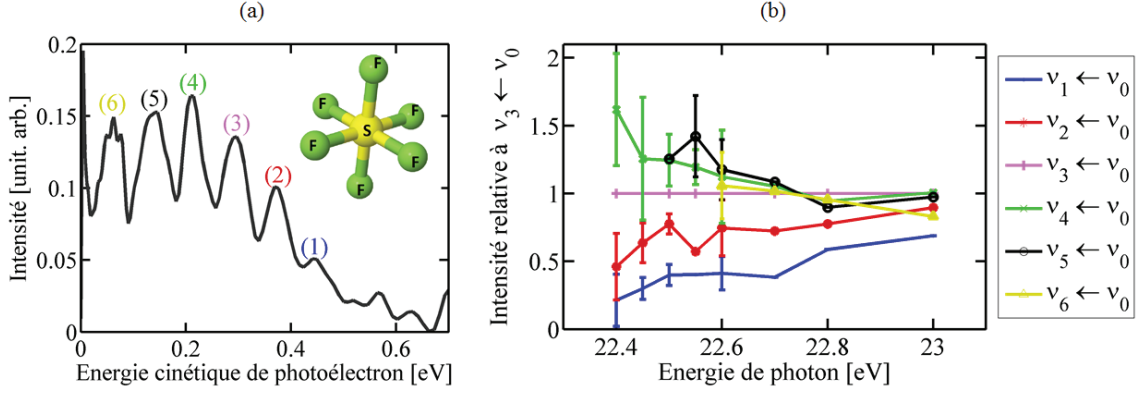 (a)
(b)
Intensité [unit. arb.]
0.2
0.15
0.1
0.05
0
(6)
(5)
(4)
(3)
(2)
(1)
F
F
F
F
F
F
S
0
0.2
0.4
0.6
Energie cinétique de photoélectron [eV]
Intensité relative à ν3 ← ν0
2
1.5
1
0.5
0
22.4
22.6
22.8
23
Energie de photon [eV]
ν1 ← ν0
ν2 ← ν0
ν3 ← ν0
ν4 ← ν0
ν5 ← ν0
ν6 ← ν0